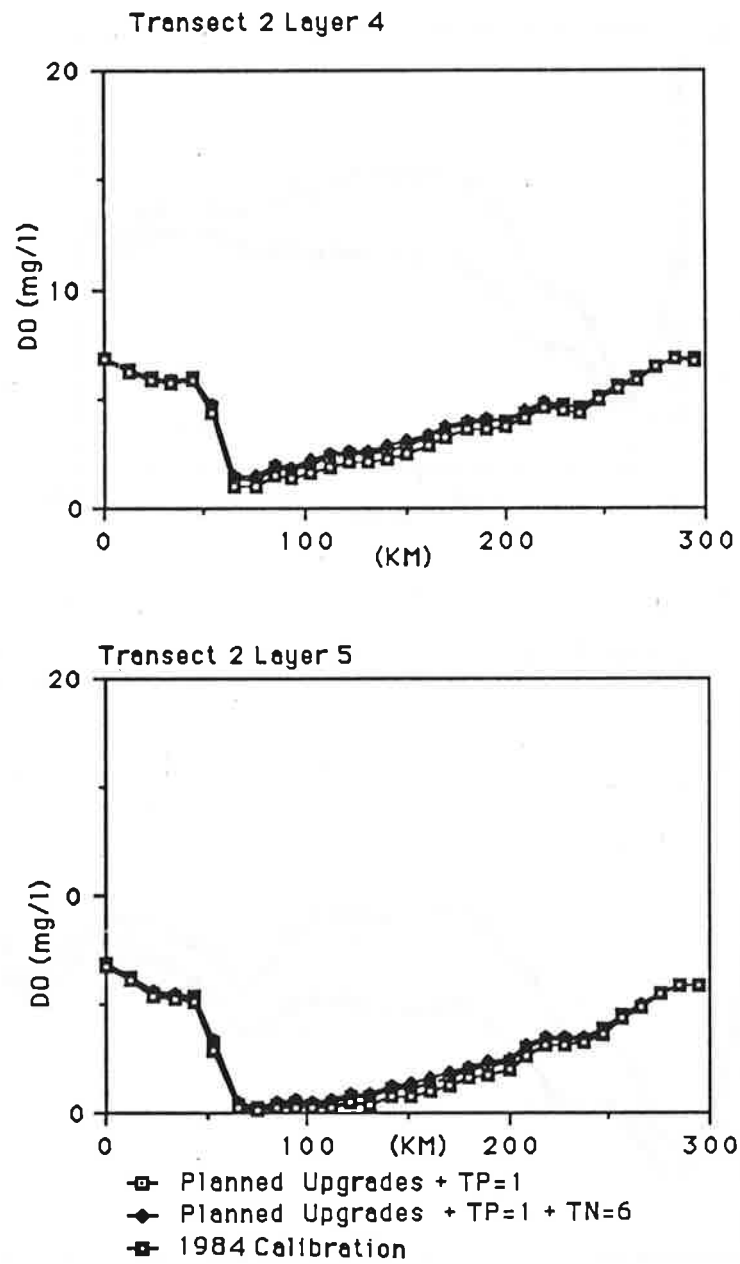 Transect 2 Layer 4
20
10
0
DO (mg/l)
0 100 200 300
(KM)
Transect 2 Layer 5
20
0
0
DO (mg/l)
0 100 (KM) 200 300
Planned Upgrades + TP=1
Planned Upgrades + TP=1 + TN=6
1984 Calibration